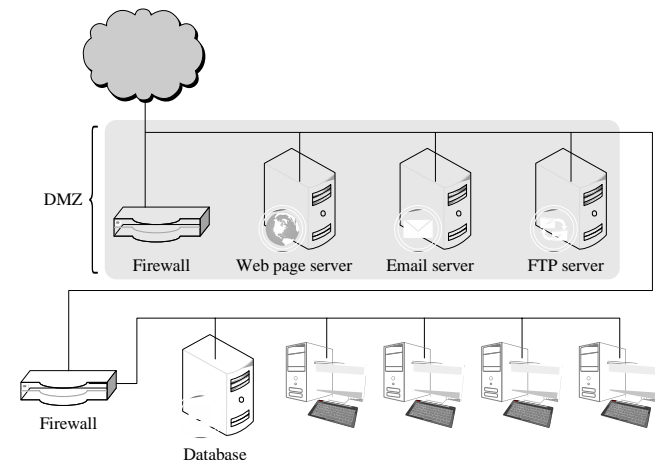 DMZ
Firewall
Web page server
Email server
FTP server
Firewall
Database